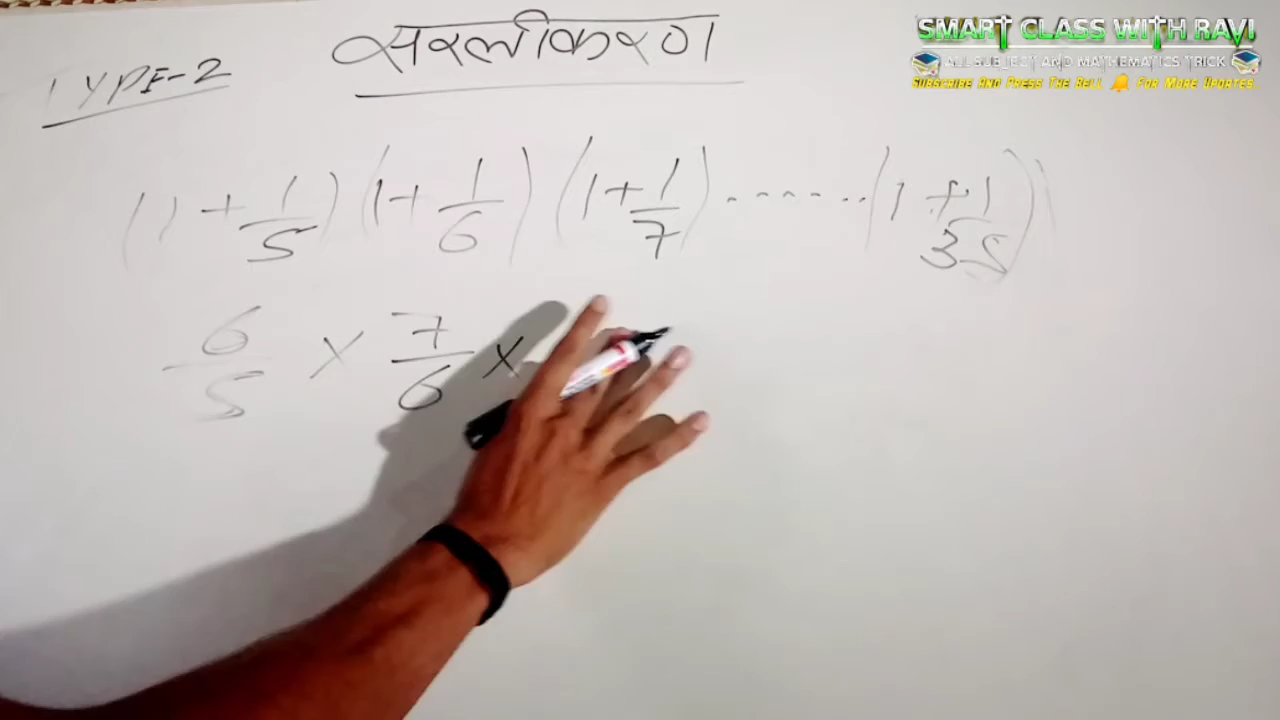 सरलीकरण
SMART CLASS WITH RAVI
ALL SUBJECT AND MATHEMATICS TRICK
SUBSCRIBE AND PRESS THE BELL 🔔 FOR MORE UPDATES..
TYPE-2
(1 + 1/5) (1 + 1/6) (1 + 1/7) ........ (1 + 1/35)
6/5 × 7/6 ×